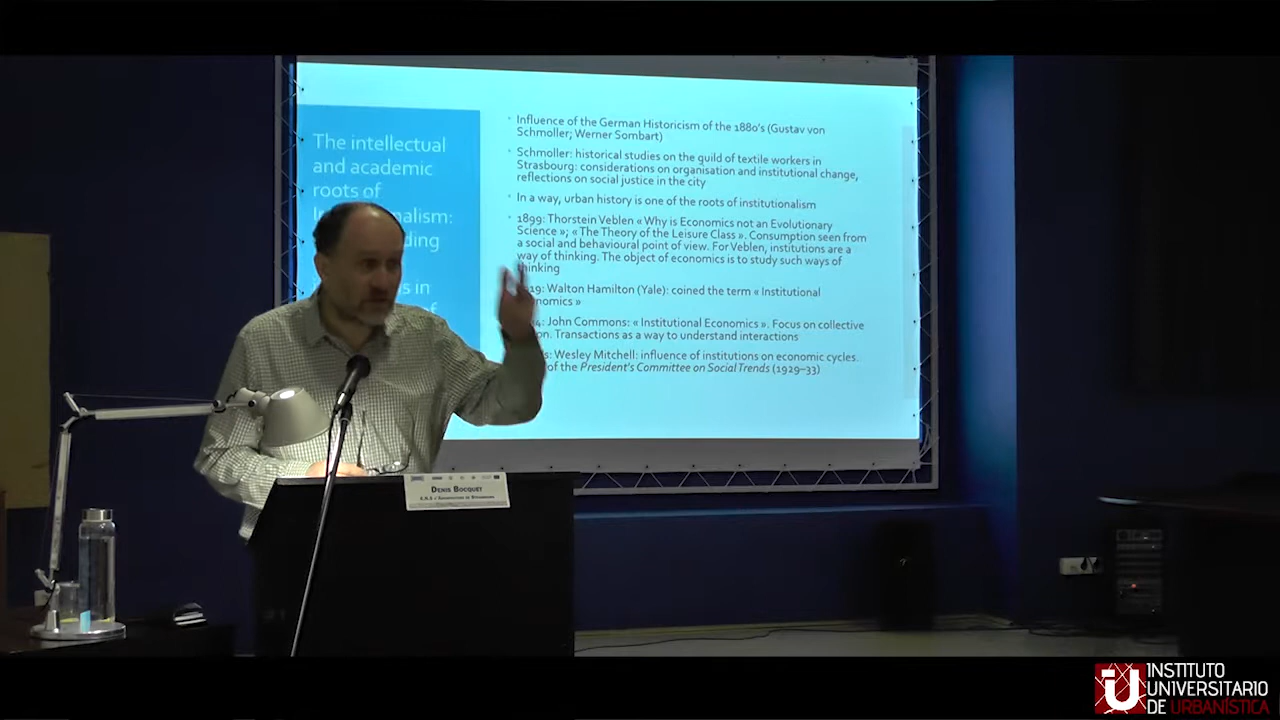 The intellectual
and academic
roots of
Influence of the German Historicism of the 1880's (Gustav von
Schmoller; Werner Sombart)
Schmoller: historical studies on the guild of textile workers in
Strasbourg: considerations on organisation and institutional change,
reflections on social justice in the city
In a way, urban history is one of the roots of institutionalism
1899: Thorstein Veblen « Why is Economics not an Evolutionary
Science »; « The Theory of the Leisure Class ». Consumption seen from
a social and behavioural point of view. For Veblen, institutions are a
way of thinking. The object of economics is to study such ways of
thinking
Walton Hamilton (Yale): coined the term « Institutional
»
John Commons: « Institutional Economics ». Focus on collective
Transactions as a way to understand interactions
Wesley Mitchell: influence of institutions on economic cycles.
of the President's Committee on Social Trends (1929–33)
DENIS BOCQUET
INSTITUTO
UNIVERSITARIO
DE URBANÍSTICA